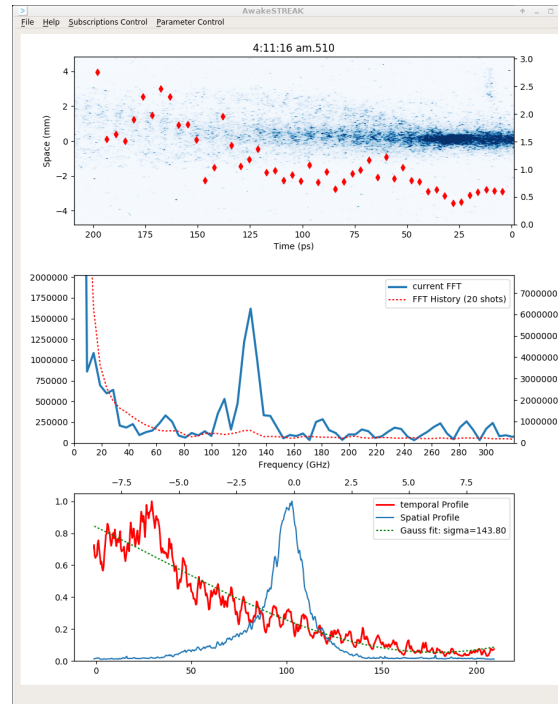 AwakeSTREAK
File Help Subscriptions Control Parameter Control
4:11:16 am.510
4
2
0
−2
−4
Space (mm)
3.0
2.5
2.0
1.5
1.0
0.5
0.0
200 175 150 125 100 75 50 25 0
Time (ps)
2000000
1750000
1500000
1250000
1000000
750000
500000
250000
0
current FFT
FFT History (20 shots)
7000000
6000000
5000000
4000000
3000000
2000000
1000000
0
0 20 40 60 80 100 120 140 160 180 200 220 240 260 280 300
Frequency (GHz)
−7.5 −5.0 −2.5 0.0 2.5 5.0 7.5
1.0
0.8
0.6
0.4
0.2
0.0
temporal Profile
Spatial Profile
Gauss fit: sigma=143.80
0 50 100 150 200